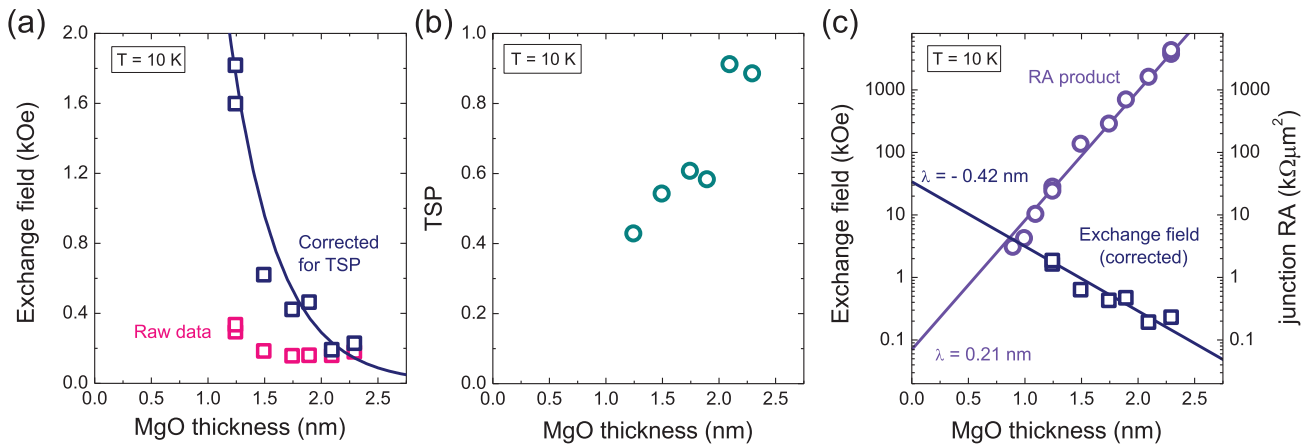 (a)
Exchange field (kOe)
2.0
1.6
1.2
0.8
0.4
0.0
T = 10 K
Corrected
for TSP
Raw data
0.0 0.5 1.0 1.5 2.0 2.5
MgO thickness (nm)
(b)
TSP
1.0
0.8
0.6
0.4
0.2
0.0
T = 10 K
0.0 0.5 1.0 1.5 2.0 2.5
MgO thickness (nm)
(c)
Exchange field (kOe)
1000
100
10
1
0.1
T = 10 K
RA product
λ = - 0.42 nm
Exchange field
(corrected)
λ = 0.21 nm
0.0 0.5 1.0 1.5 2.0 2.5
MgO thickness (nm)
1000
100
10
1
0.1
junction RA (kΩμm²)